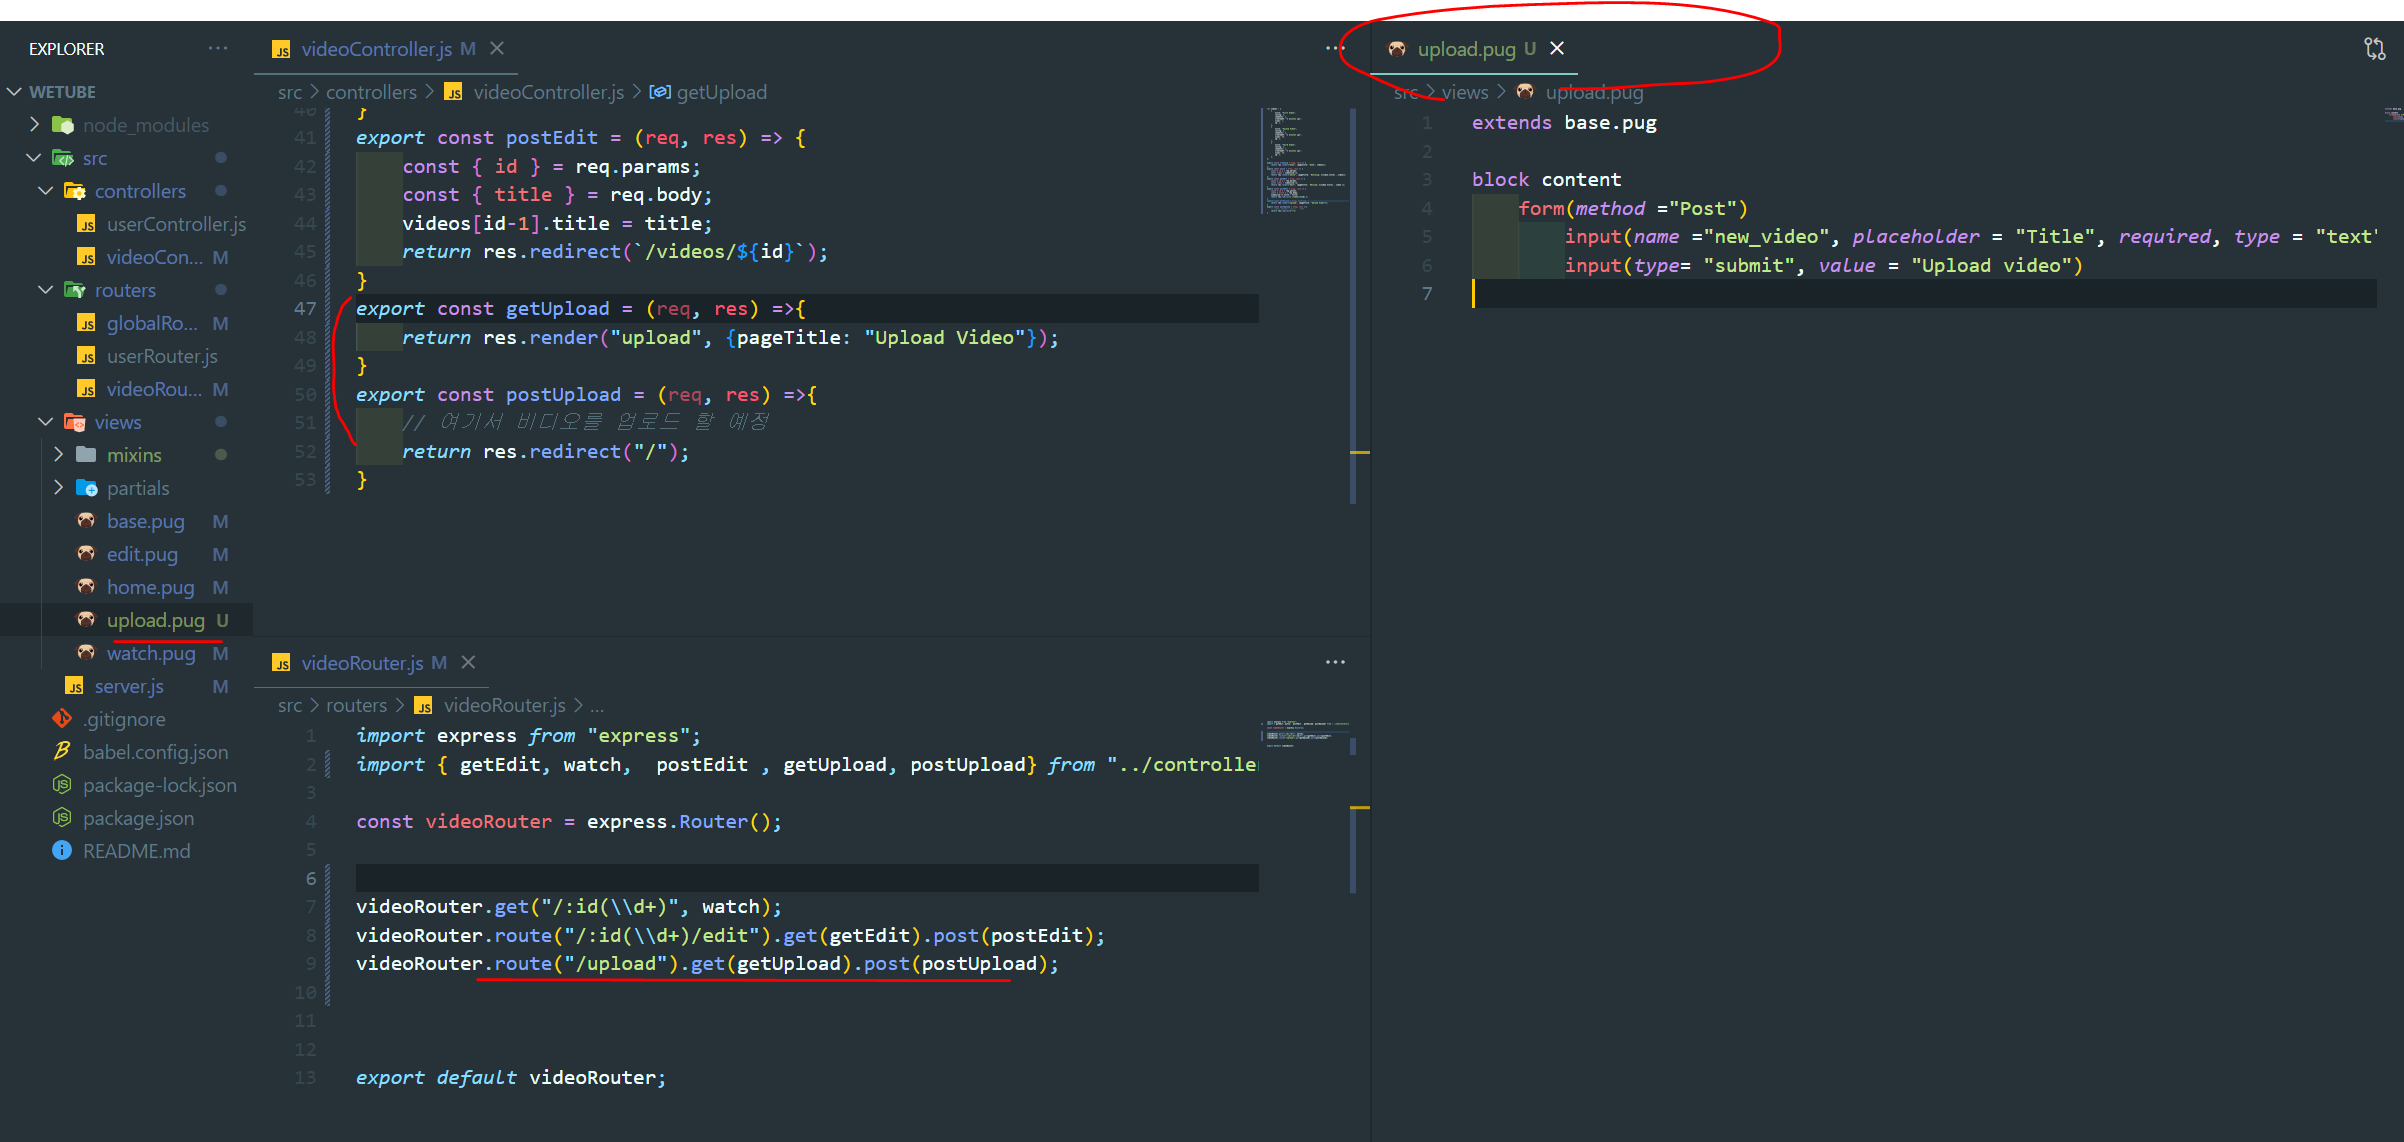 EXPLORER
WETUBE
node_modules
src
controllers
userController.js
videoCon... M
routers
globalRo... M
userRouter.js
videoRou... M
views
mixins
partials
base.pug M
edit.pug M
home.pug M
upload.pug U
watch.pug M
server.js M
.gitignore
babel.config.json
package-lock.json
package.json
README.md
videoController.js M
src > controllers > videoController.js > getUpload
40 }
41 export const postEdit = (req, res) => {
42 const { id } = req.params;
43 const { title } = req.body;
44 videos[id-1].title = title;
45 return res.redirect(`/videos/${id}`);
46 }
47 export const getUpload = (req, res) =>{
48 return res.render("upload", {pageTitle: "Upload Video"});
49 }
50 export const postUpload = (req, res) =>{
51 // 여기서 비디오를 업로드 할 예정
52 return res.redirect("/");
53 }
videoRouter.js M
src > routers > videoRouter.js > ...
1 import express from "express";
2 import { getEdit, watch,  postEdit , getUpload, postUpload} from "../controlle
3
4 const videoRouter = express.Router();
5
6
7 videoRouter.get("/:id(\\d+)", watch);
8 videoRouter.route("/:id(\\d+)/edit").get(getEdit).post(postEdit);
9 videoRouter.route("/upload").get(getUpload).post(postUpload);
10
11
12
13 export default videoRouter;
upload.pug U
src > views > upload.pug
1 extends base.pug
2
3 block content
4 form(method ="Post")
5 input(name ="new_video", placeholder = "Title", required, type = "text"
6 input(type= "submit", value = "Upload video")
7